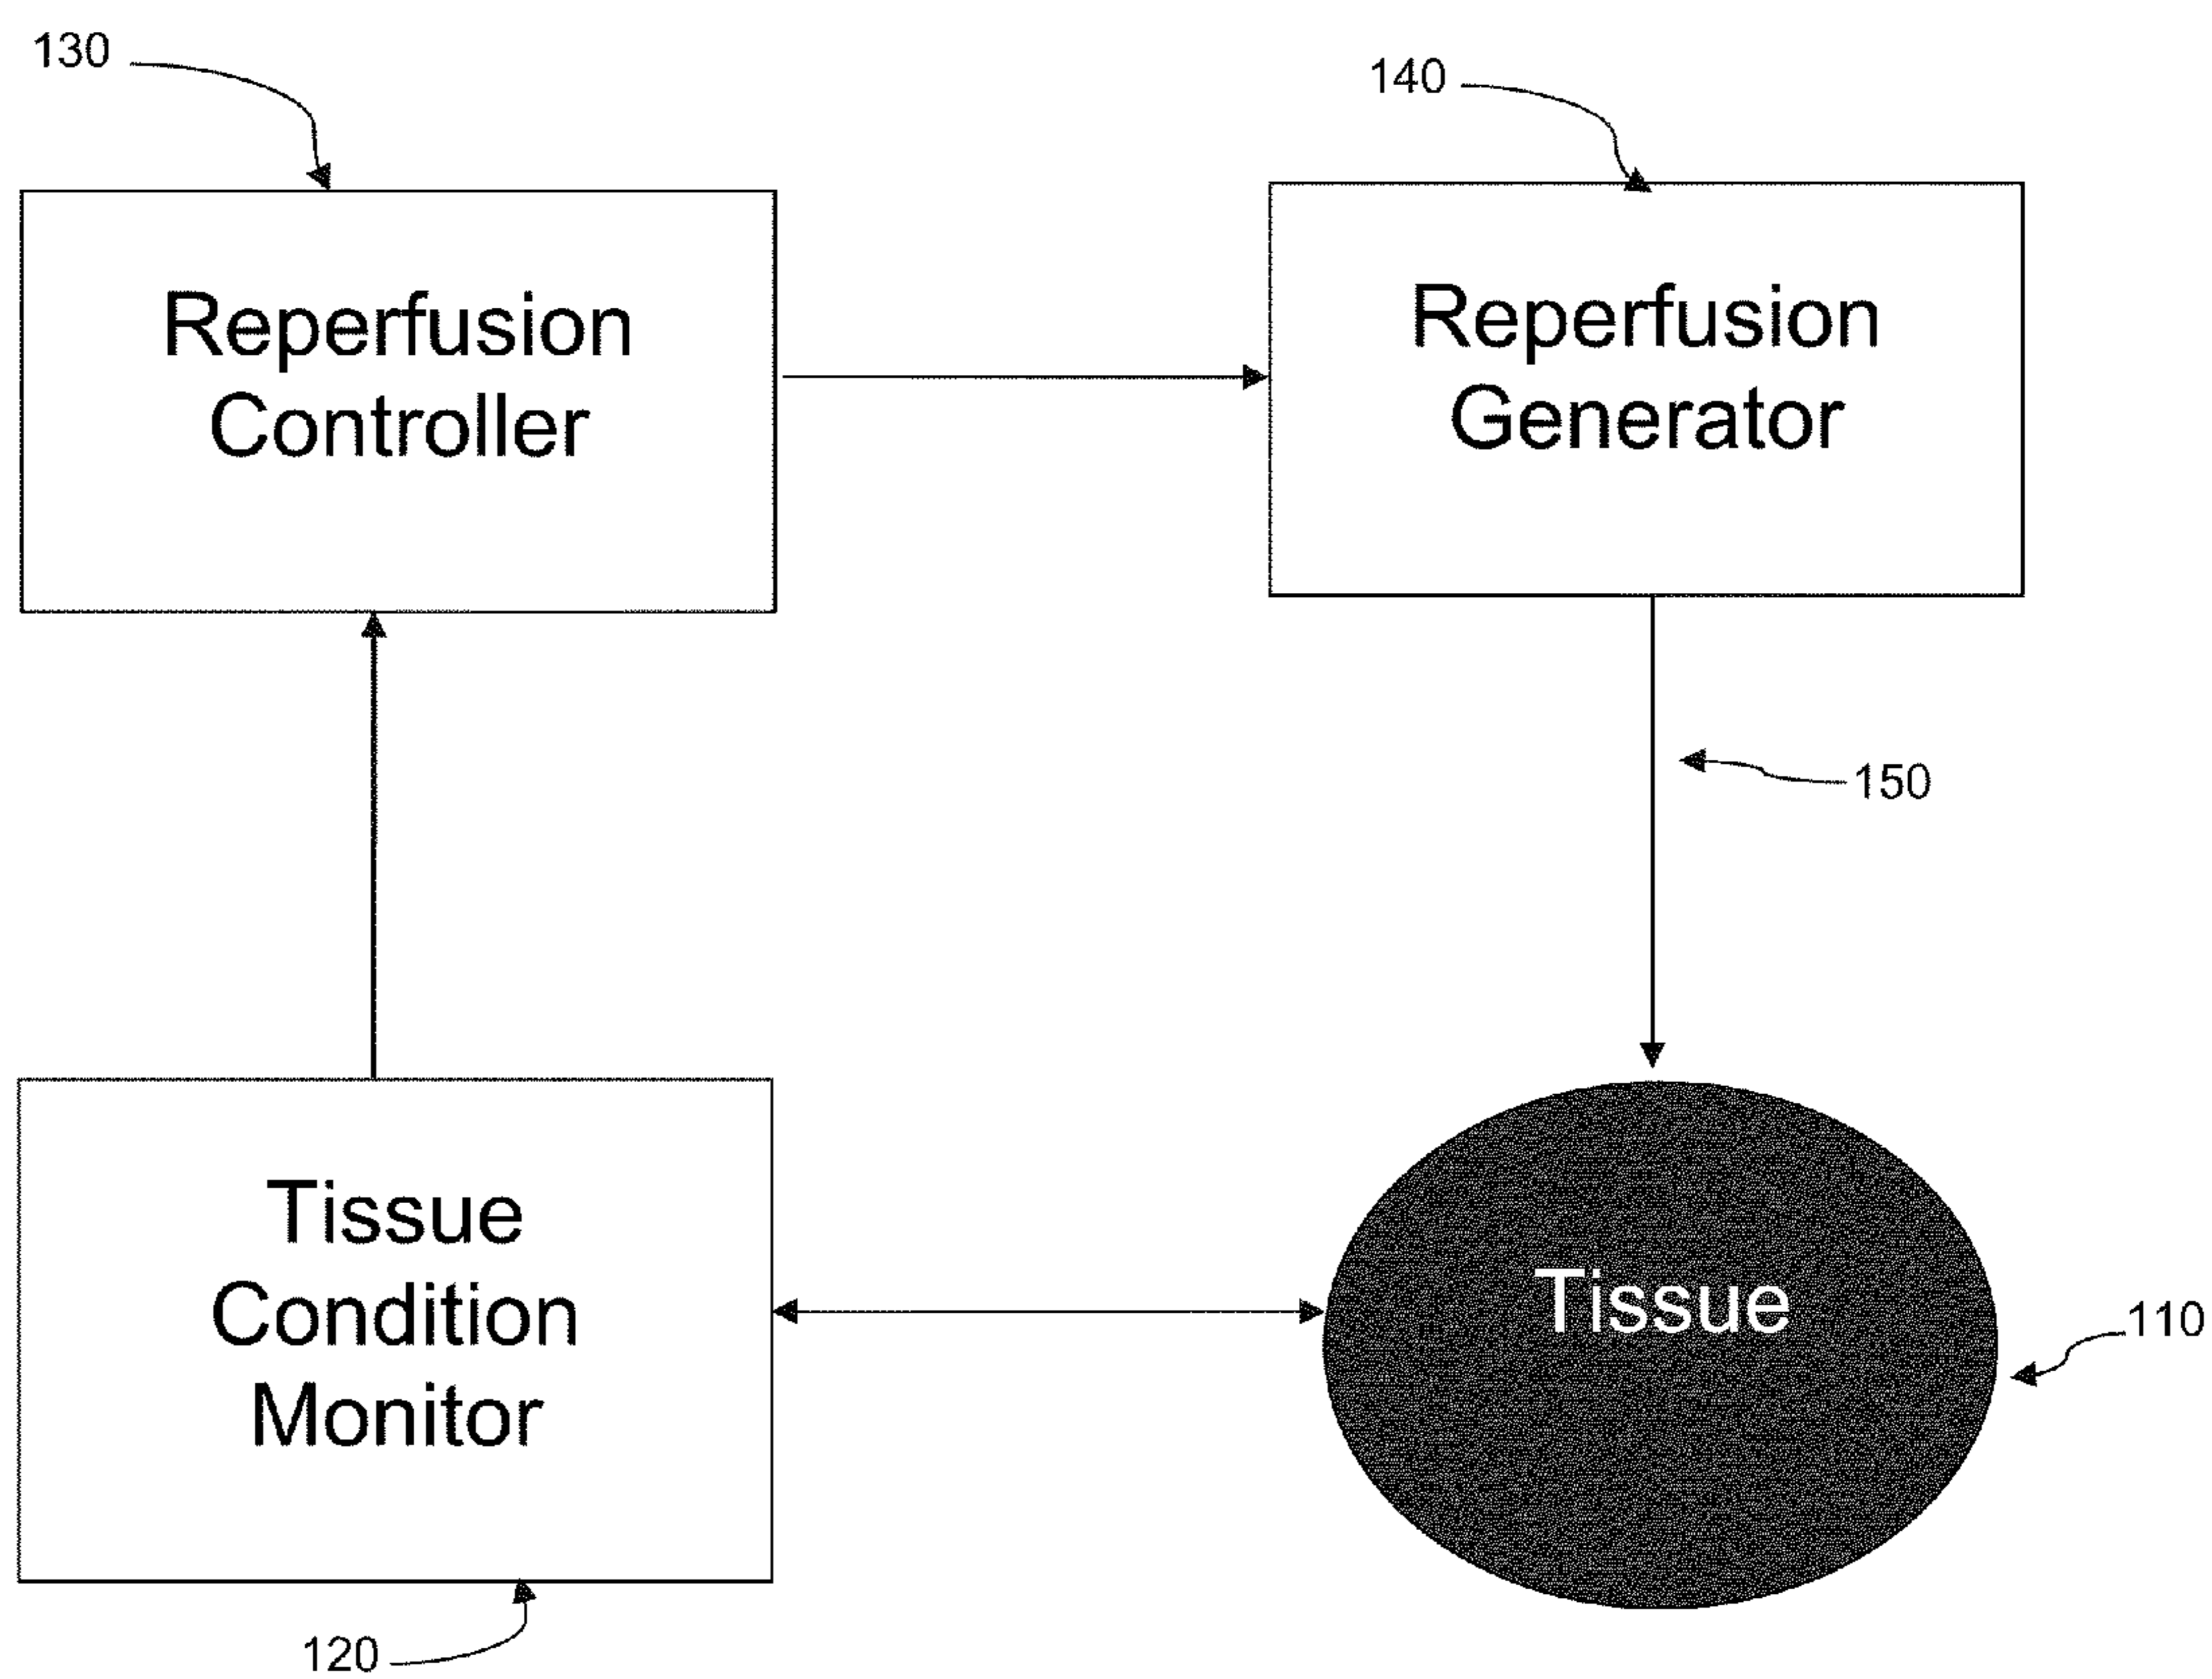 130
140
Reperfusion
Controller
Reperfusion
Generator
150
Tissue
Condition
Monitor
Tissue
110
120